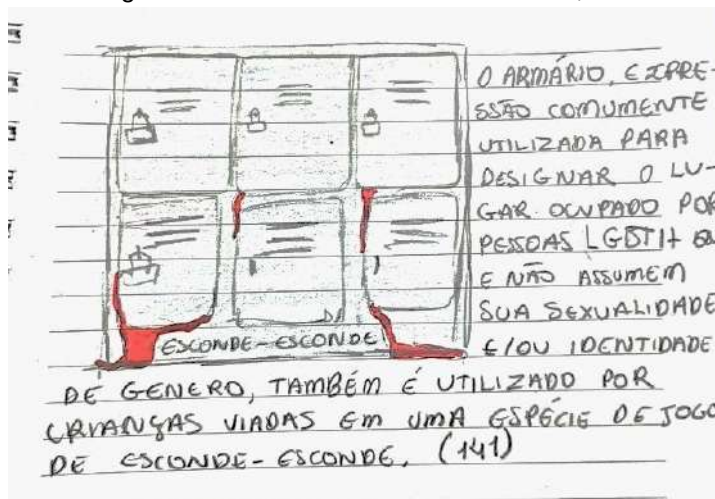 O ARMÁRIO, EXPRE-
SSÃO COMUMENTE
UTILIZADA PARA
DESIGNAR O LU-
GAR OCUPADO POR
PESSOAS LGBTI+
E NÃO ASSUMEM
SUA SEXUALIDADE
E/OU IDENTIDADE
ESCONDE-ESCONDE
DE GENERO, TAMBÉM É UTILIZADO POR
CRIANÇAS VIADAS EM UMA ESPÉCIE DE JOGO
DE ESCONDE-ESCONDE. (141)